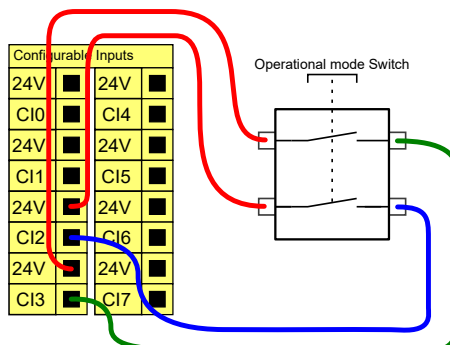 Configurable Inputs
Operational mode Switch
24V 24V
CI0 CI4
24V 24V
CI1 CI5
24V 24V
CI2 CI6
24V 24V
CI3 CI7